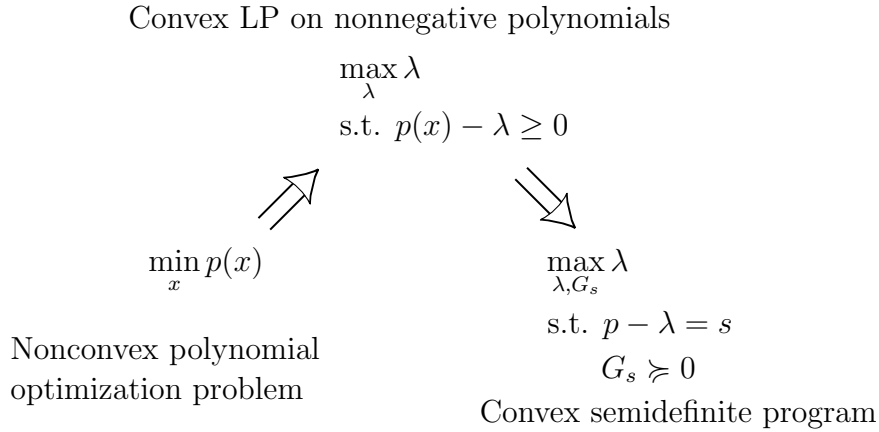 Convex LP on nonnegative polynomials
max λ
λ
s.t. p(x) − λ ≥ 0
min p(x)
x
Nonconvex polynomial
optimization problem
max λ
λ,G_s
s.t. p − λ = s
G_s ≽ 0
Convex semidefinite program